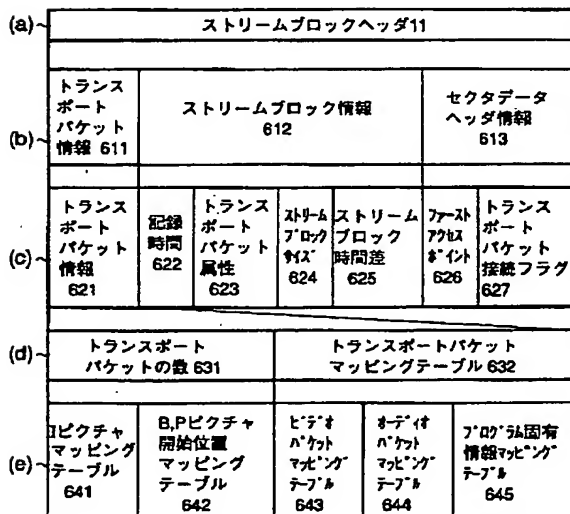 (a)
ストリームブロックヘッダ11
(b)
トランス
ポート
パケット
情報 611
ストリームブロック情報
612
セクタデータ
ヘッダ情報
613
(c)
トランス
ポート
パケット
情報
621
記録
時間
622
トランス
ポート
パケット
属性
623
ストリーム
ブロック
サイズ
624
ストリーム
ブロック
時間差
625
ファースト
アクセス
ポイント
626
トランス
ポート
パケット
接続フラグ
627
(d)
トランスポート
パケットの数 631
トランスポートパケット
マッピングテーブル 632
(e)
Iピクチャ
マッピング
テーブル
641
B,Pピクチャ
開始位置
マッピング
テーブル
642
ビデオ
パケット
マッピング
テーブル
643
オーディオ
パケット
マッピング
テーブル
644
プログラム固有
情報マッピング
テーブル
645